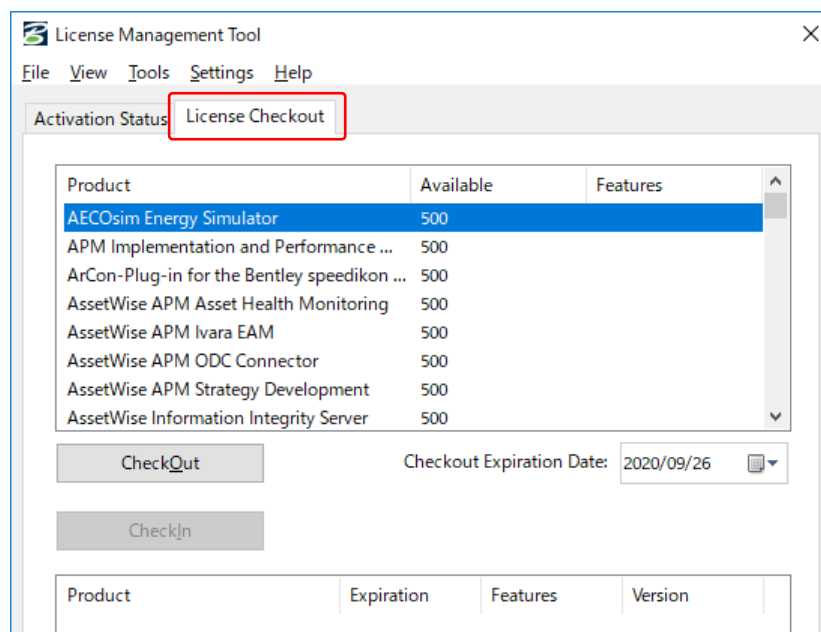 License Management Tool
File View Tools Settings Help
Activation Status License Checkout
Product Available Features
AECOsim Energy Simulator 500
APM Implementation and Performance ... 500
ArCon-Plug-in for the Bentley speedikon ... 500
AssetWise APM Asset Health Monitoring 500
AssetWise APM Ivara EAM 500
AssetWise APM ODC Connector 500
AssetWise APM Strategy Development 500
AssetWise Information Integrity Server 500
CheckOut Checkout Expiration Date: 2020/09/26
CheckIn
Product Expiration Features Version